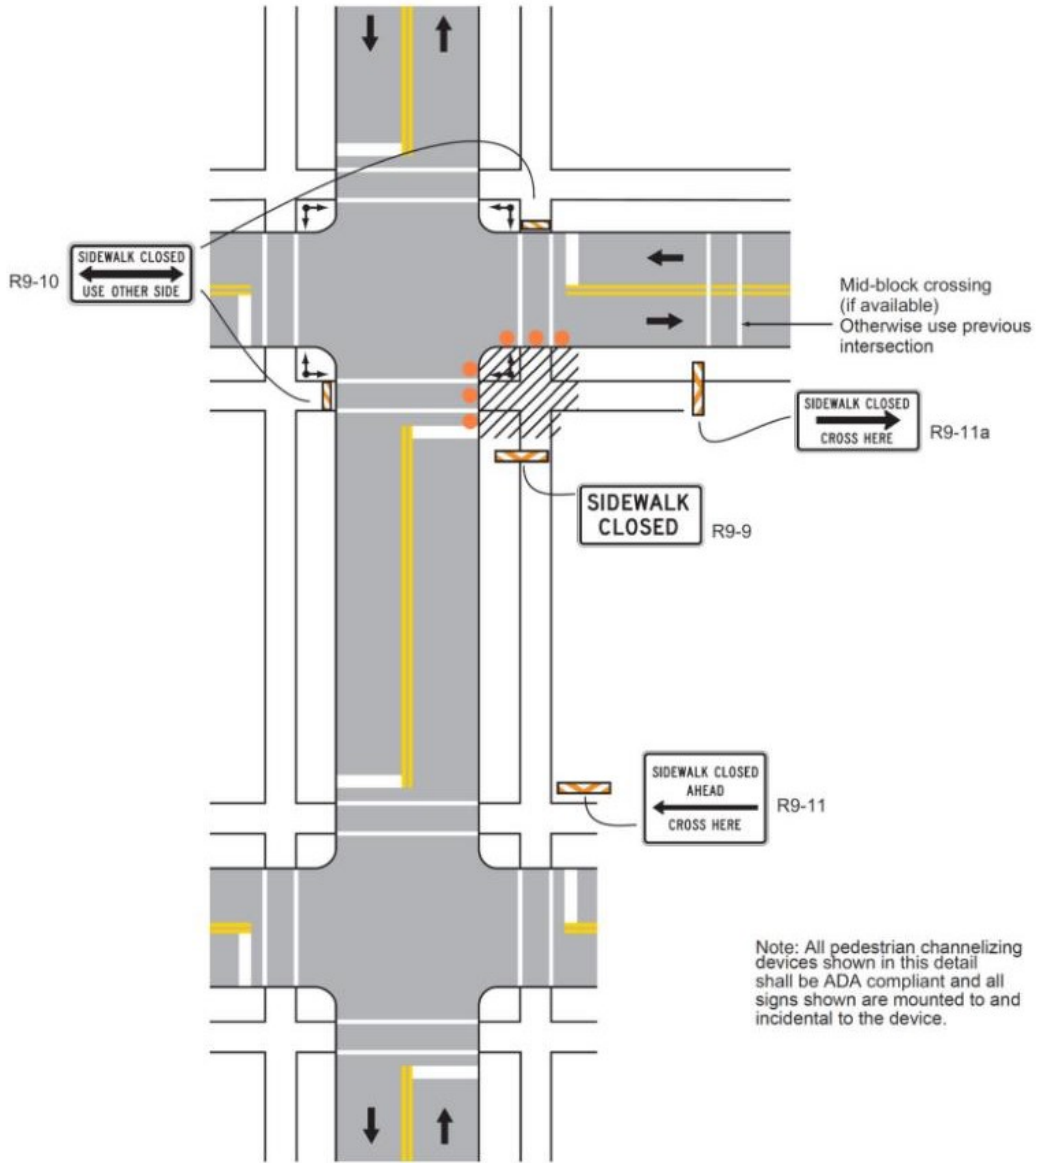 SIDEWALK CLOSED
USE OTHER SIDE
R9-10
Mid-block crossing
(if available)
Otherwise use previous
intersection
SIDEWALK CLOSED
CROSS HERE
R9-11a
SIDEWALK
CLOSED
R9-9
SIDEWALK CLOSED
AHEAD
CROSS HERE
R9-11
Note: All pedestrian channelizing
devices shown in this detail
shall be ADA compliant and all
signs shown are mounted to and
incidental to the device.